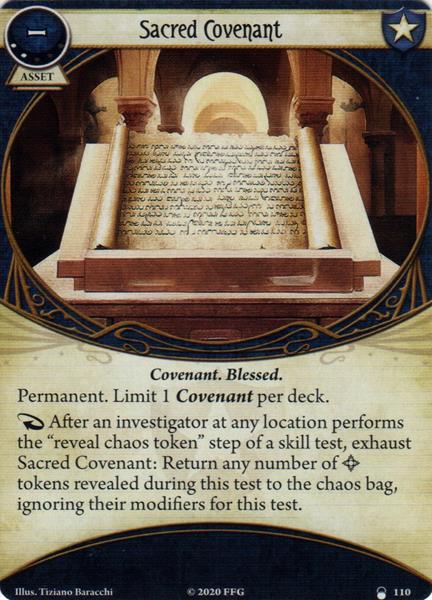 Sacred Covenant
ASSET
Covenant. Blessed.
Permanent. Limit 1 Covenant per deck.
After an investigator at any location performs
the “reveal chaos token” step of a skill test, exhaust
Sacred Covenant: Return any number of
tokens revealed during this test to the chaos bag,
ignoring their modifiers for this test.
Illus. Tiziano Baracchi
© 2020 FFG
110